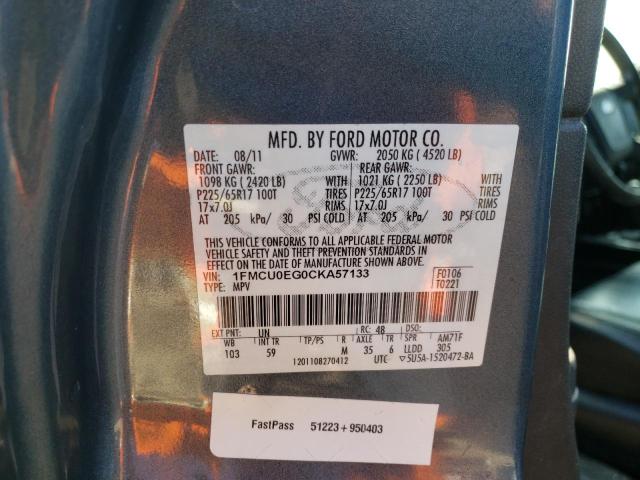 MFD. BY FORD MOTOR CO.
DATE: 08/11 GVWR: 2050 KG ( 4520 LB)
FRONT GAWR: REAR GAWR: WITH
1098 KG ( 2420 LB) WITH 1021 KG ( 2250 LB) TIRES
P225/65R17 100T TIRES P225/65R17 100T RIMS
17x7.0J RIMS 17x7.0J
AT 205 kPa/ 30 PSI COLD AT 205 kPa/ 30 PSI COLD
THIS VEHICLE CONFORMS TO ALL APPLICABLE FEDERAL MOTOR
VEHICLE SAFETY AND THEFT PREVENTION STANDARDS IN
EFFECT ON THE DATE OF MANUFACTURE SHOWN ABOVE.
VIN: 1FMCU0EG0CKA57133 F0106
TYPE: MPV T0221
EXT PNT: UN RC: 48 DSO:
WB INT TR TP/PS R AXLE TR SPR AM71F
103 59 M 35 6 LLDD 305
1201108270412 UTC 5U5A-1520472-BA
FastPass 51223+950403